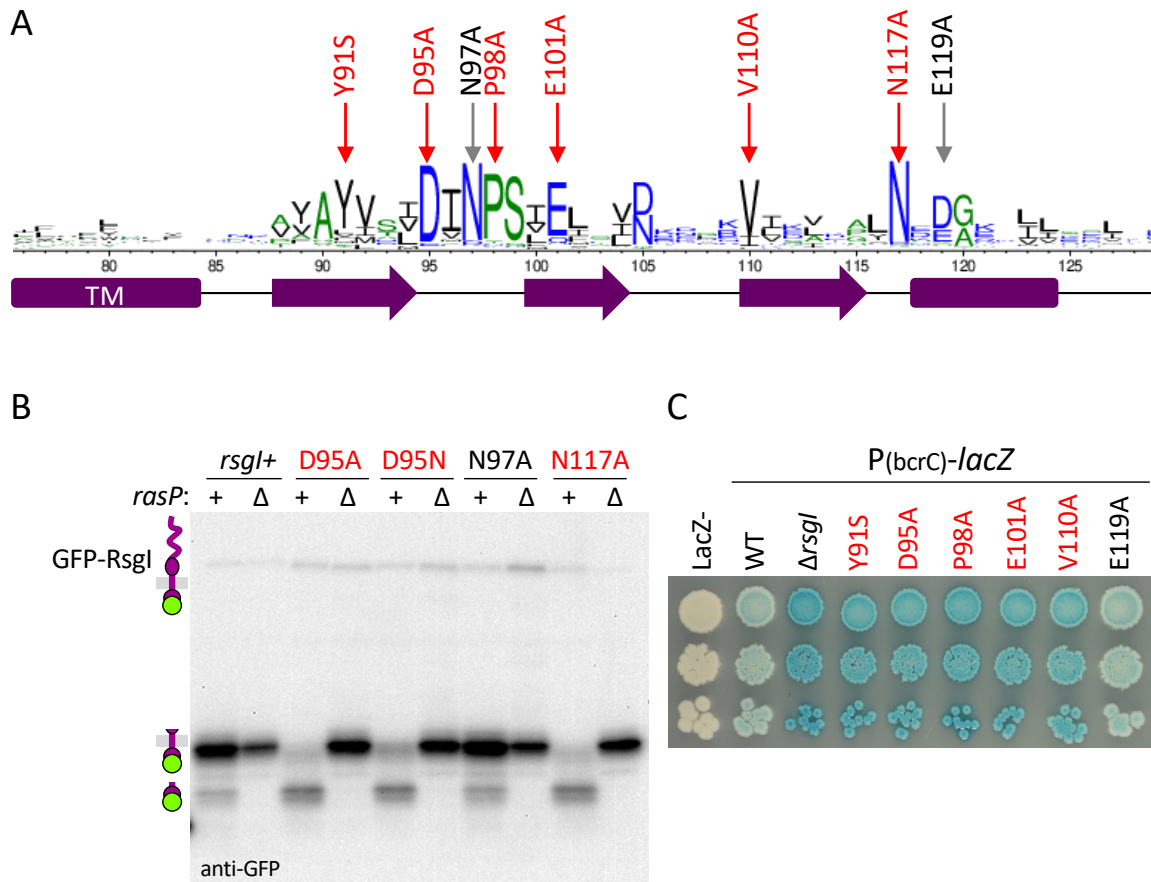 A
Y91S D95A N97A P98A E101A V110A N117A E119A
80 85 90 95 100 105 110 115 120 125
TM
B
rsgI+ D95A D95N N97A N117A
rasP: + Δ + Δ + Δ + Δ + Δ
GFP-RsgI
anti-GFP
C
P(bcrC)-lacZ
LacZ- WT ΔrsgI Y91S D95A P98A E101A V110A E119A